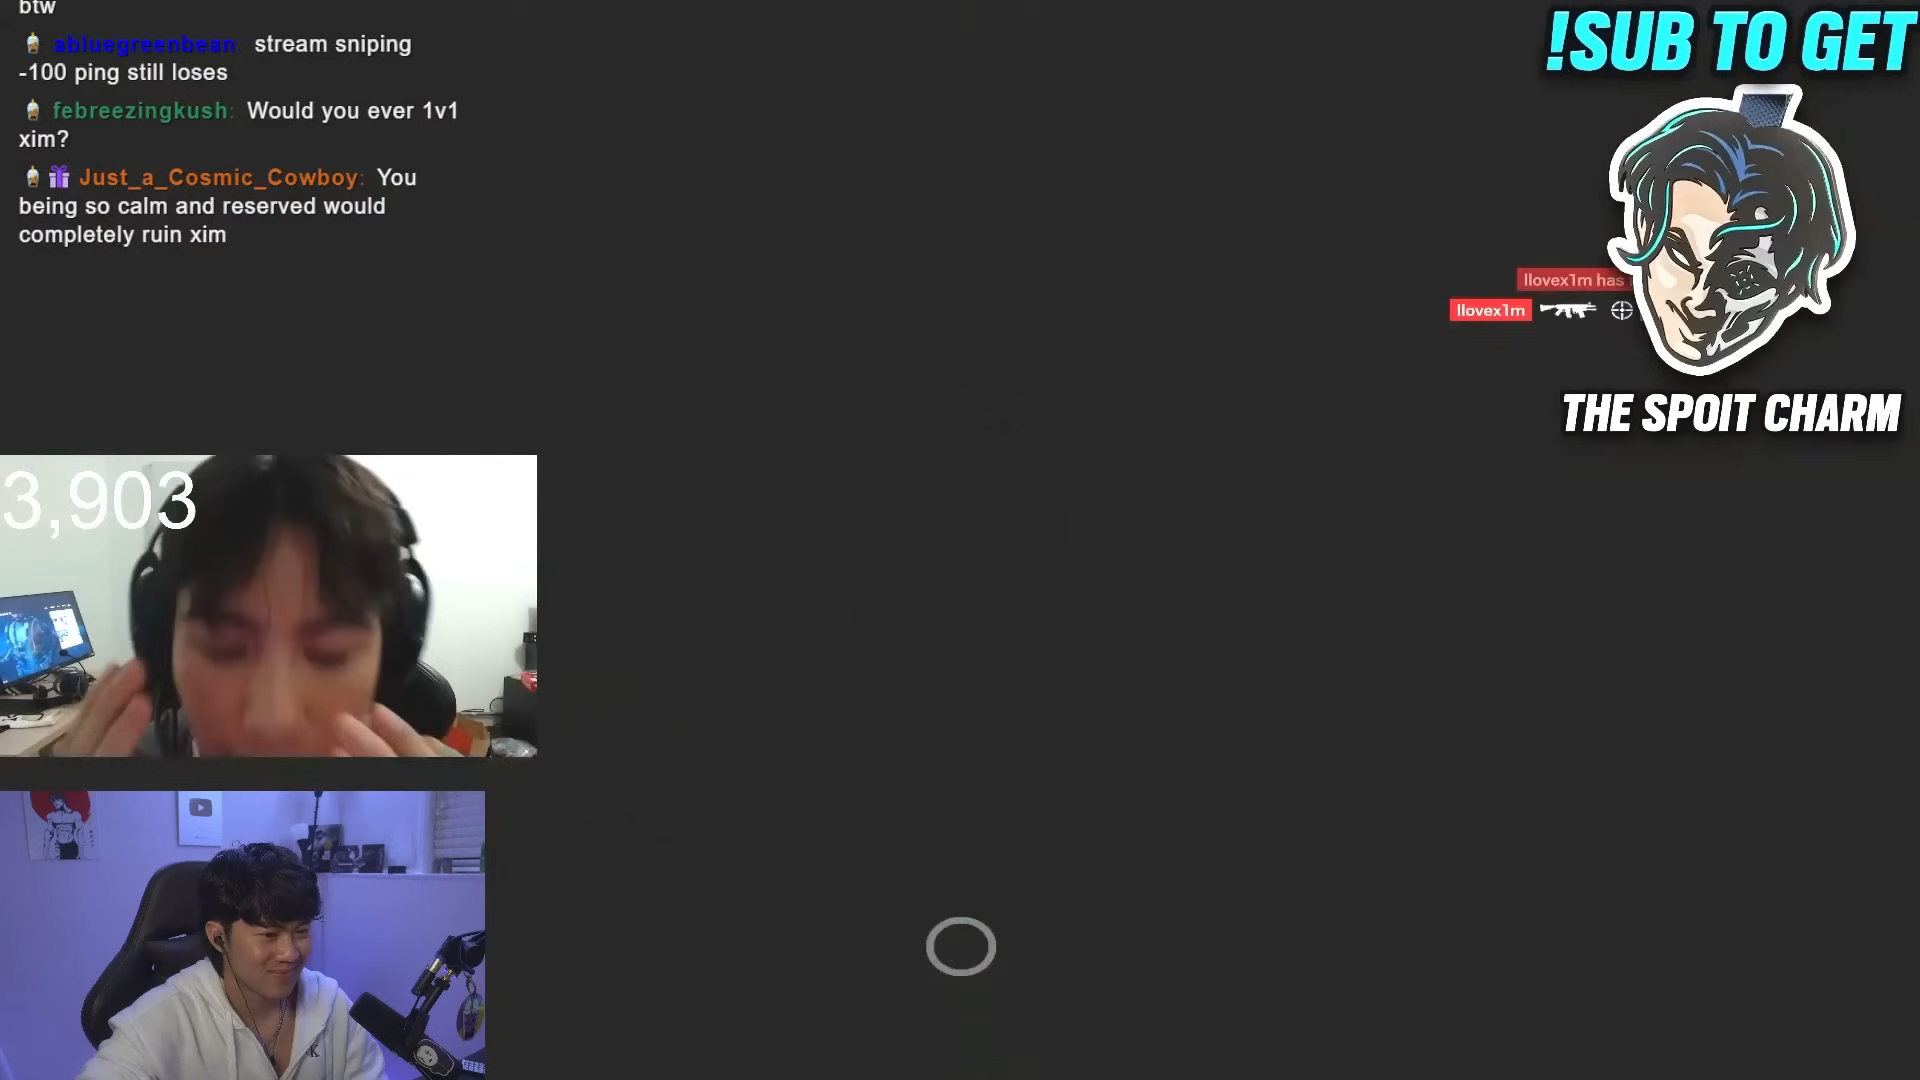 btw
abluegreenbean: stream sniping
-100 ping still loses
febreezingkush: Would you ever 1v1
xim?
Just_a_Cosmic_Cowboy: You
being so calm and reserved would
completely ruin xim
!SUB TO GET
llovex1m has
llovex1m
THE SPOIT CHARM
3,903